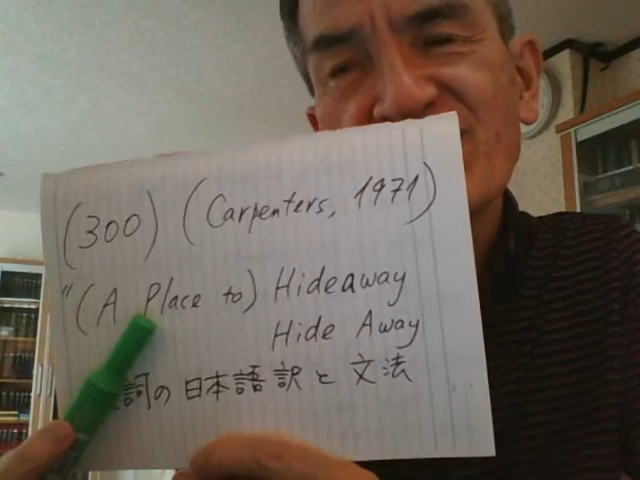 (300) (Carpenters, 1971)
"(A Place to) Hideaway
Hide Away
詞の日本語訳と文法